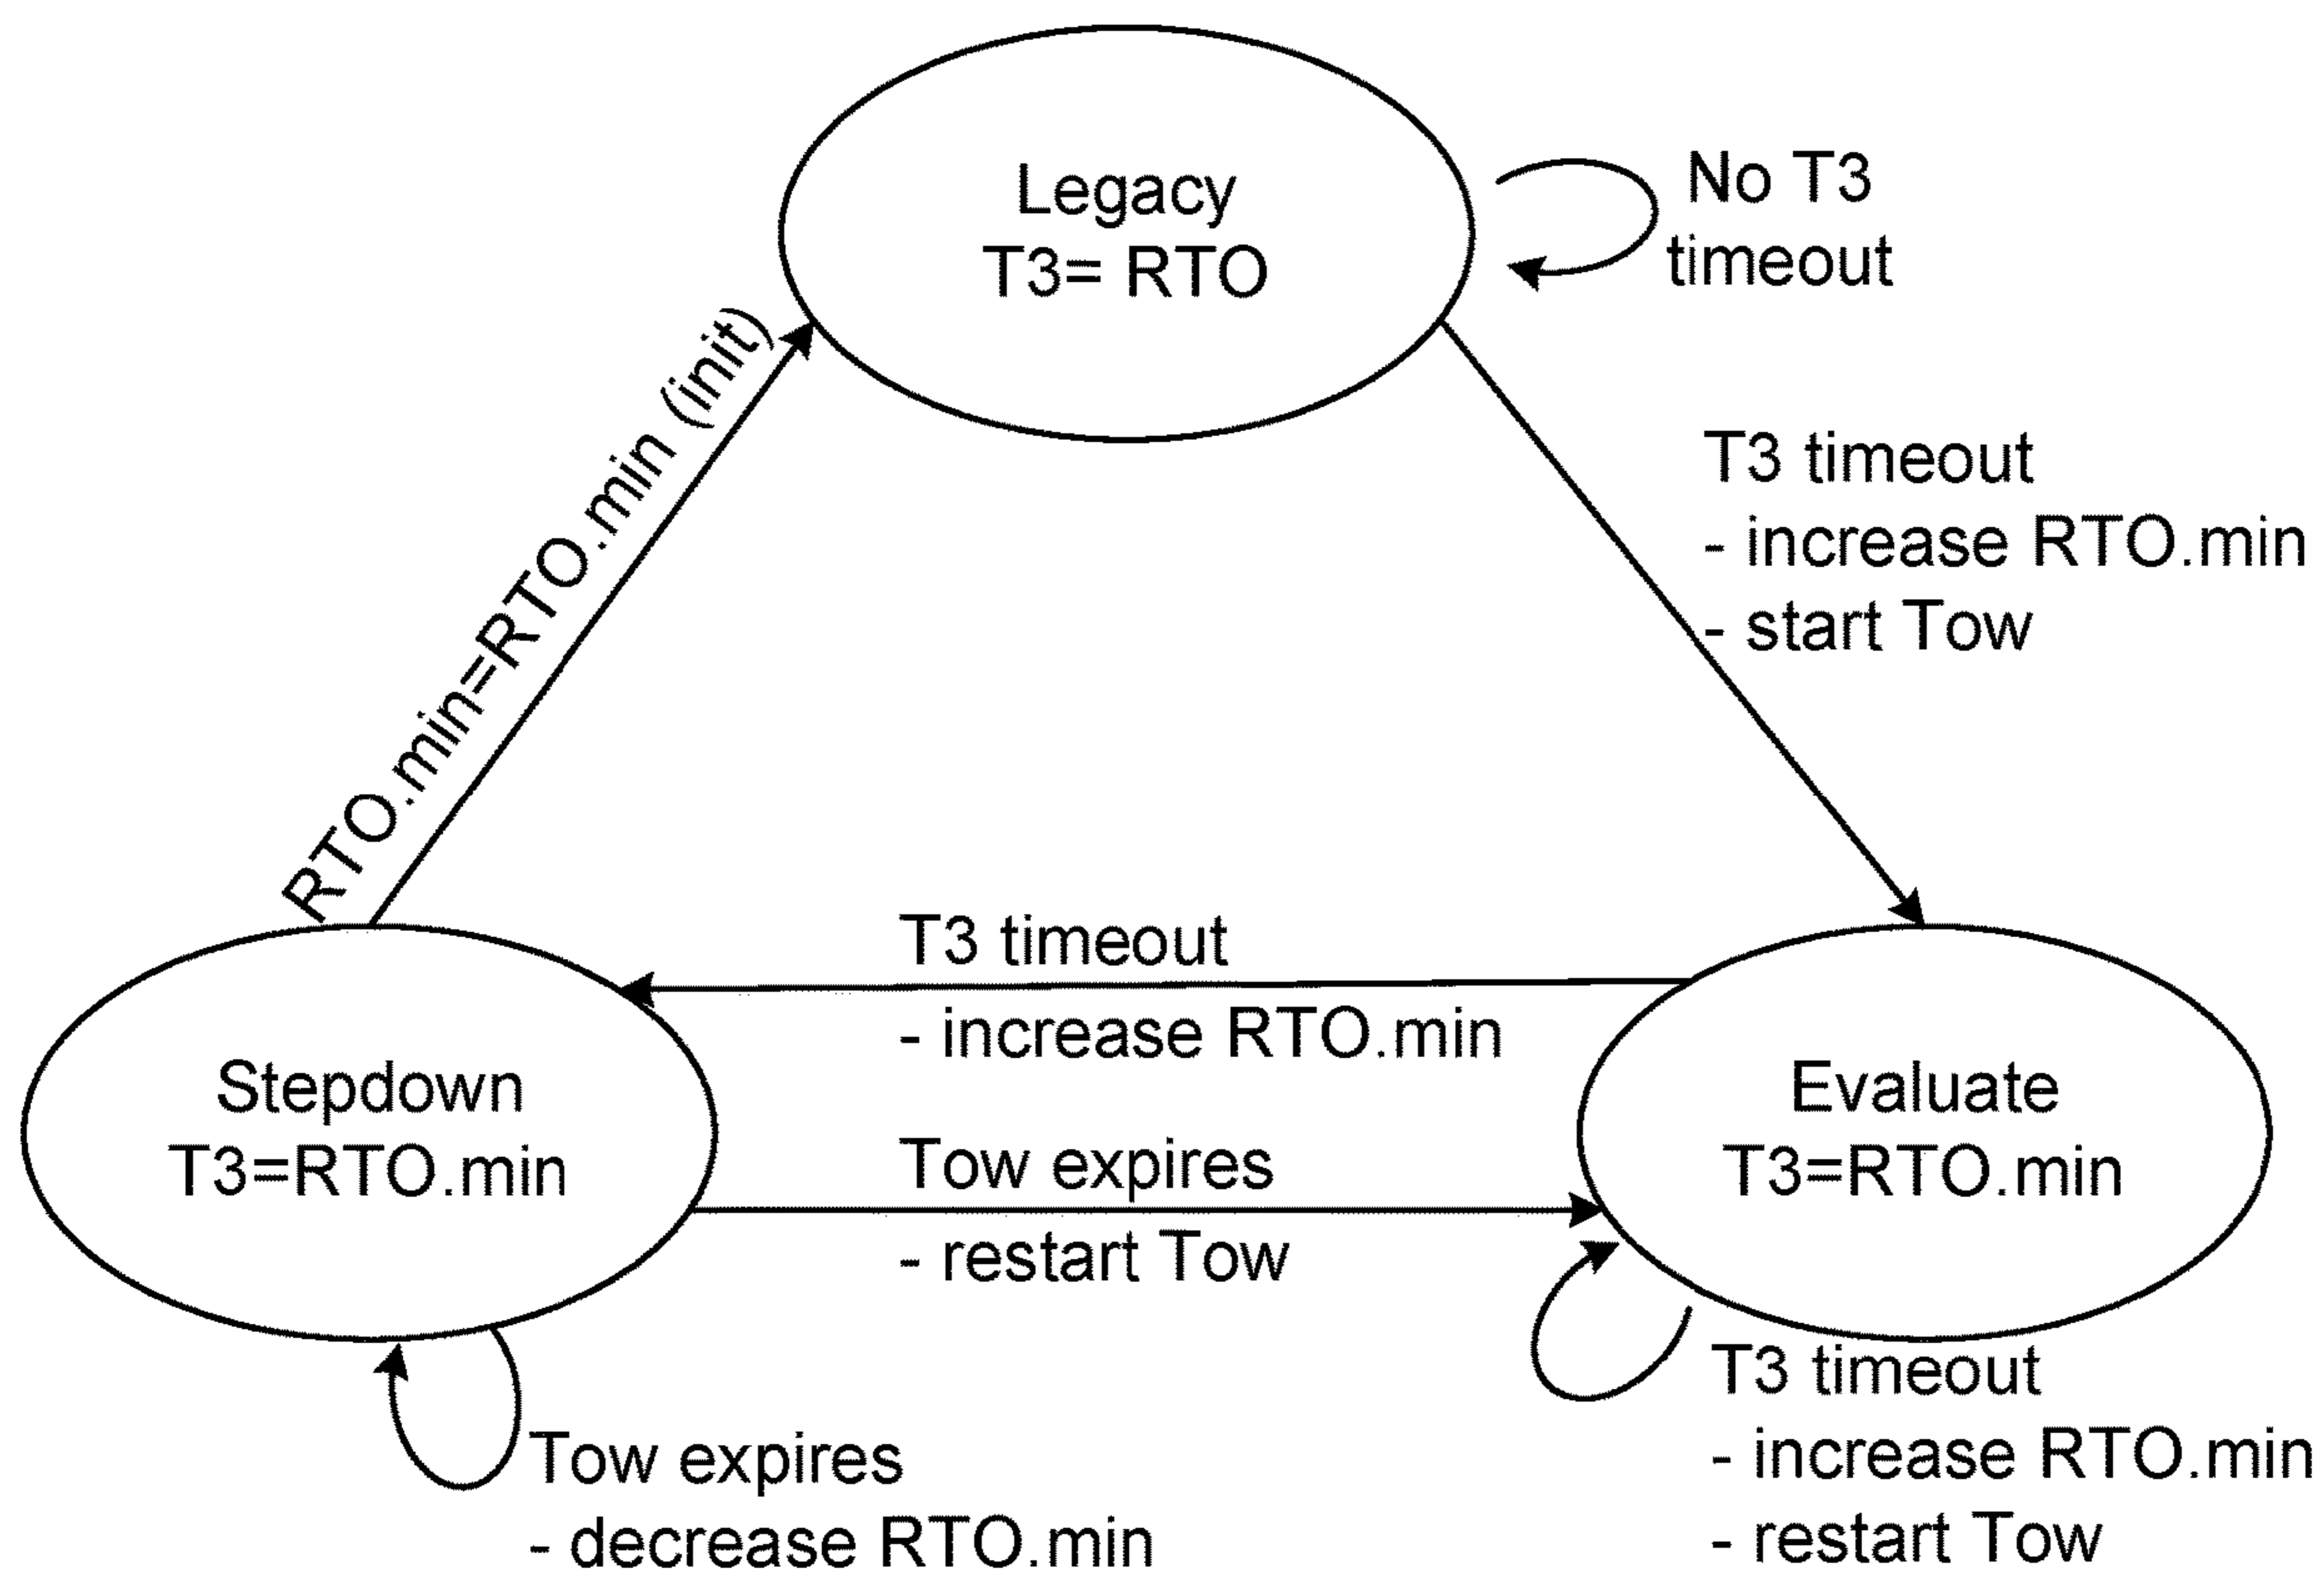 Legacy
T3= RTO
No T3
timeout
RTO.min=RTO.min (init)
T3 timeout
- increase RTO.min
- start Tow
T3 timeout
- increase RTO.min
Stepdown
T3=RTO.min
Evaluate
T3=RTO.min
Tow expires
- restart Tow
Tow expires
- decrease RTO.min
T3 timeout
- increase RTO.min
- restart Tow